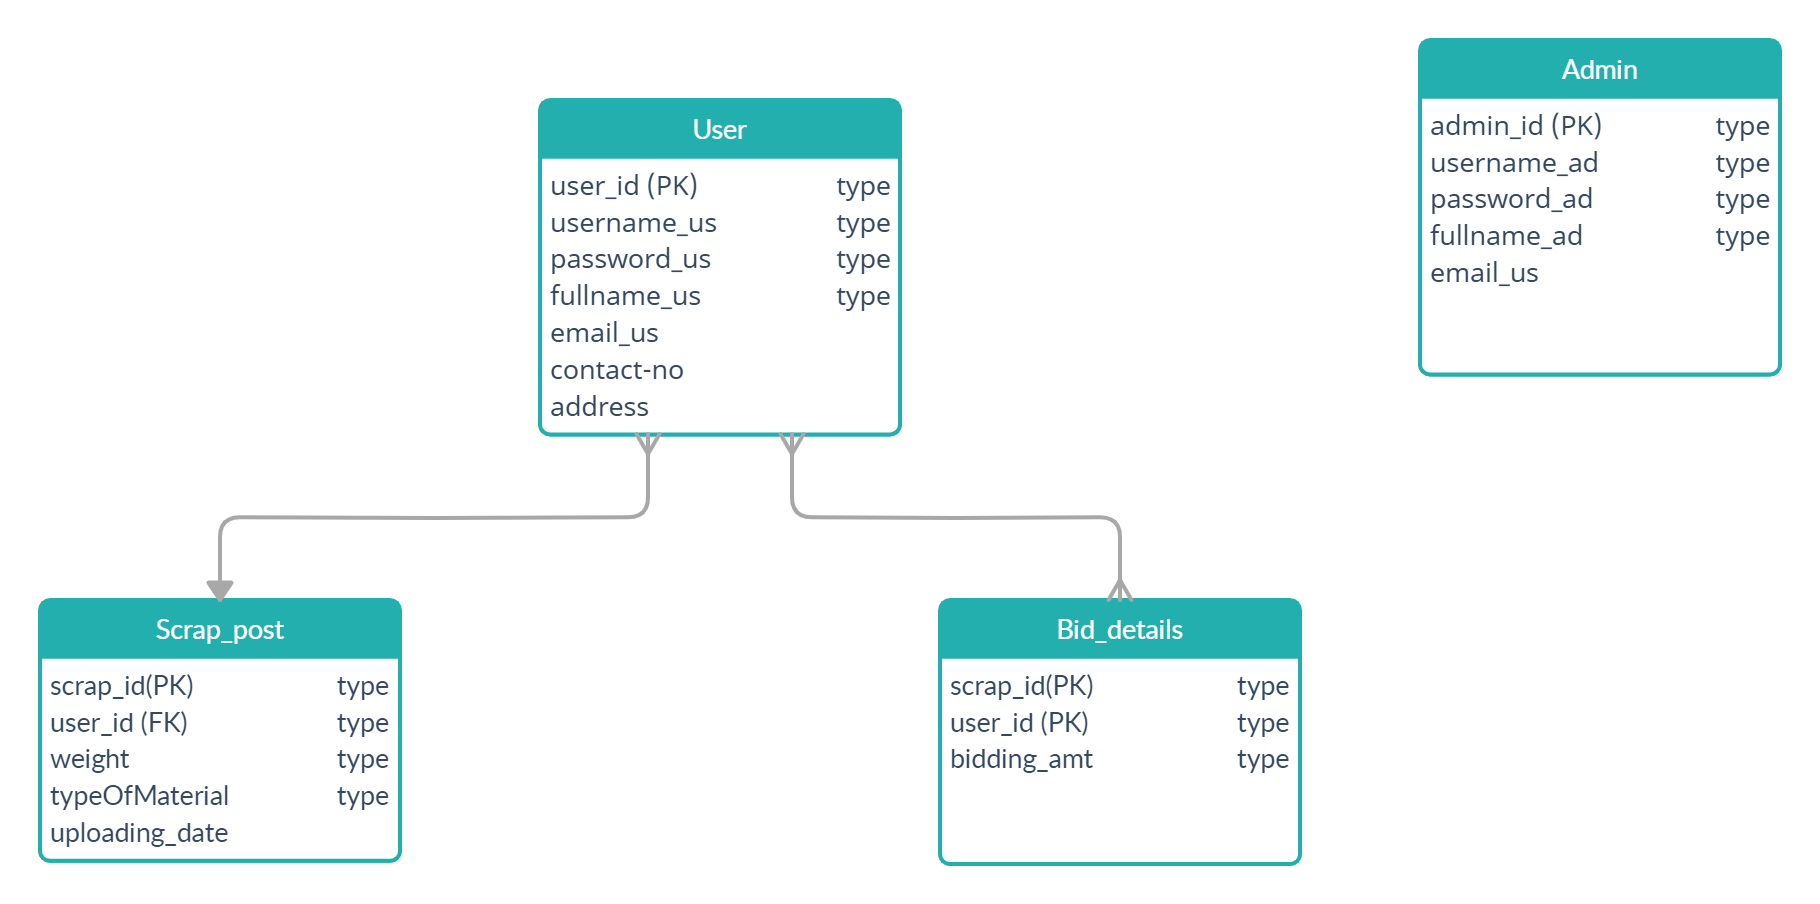 User
user_id (PK) type
username_us type
password_us type
fullname_us type
email_us
contact-no
address
Admin
admin_id (PK) type
username_ad type
password_ad type
fullname_ad type
email_us
Scrap_post
scrap_id(PK) type
user_id (FK) type
weight type
typeOfMaterial type
uploading_date
Bid_details
scrap_id(PK) type
user_id (PK) type
bidding_amt type